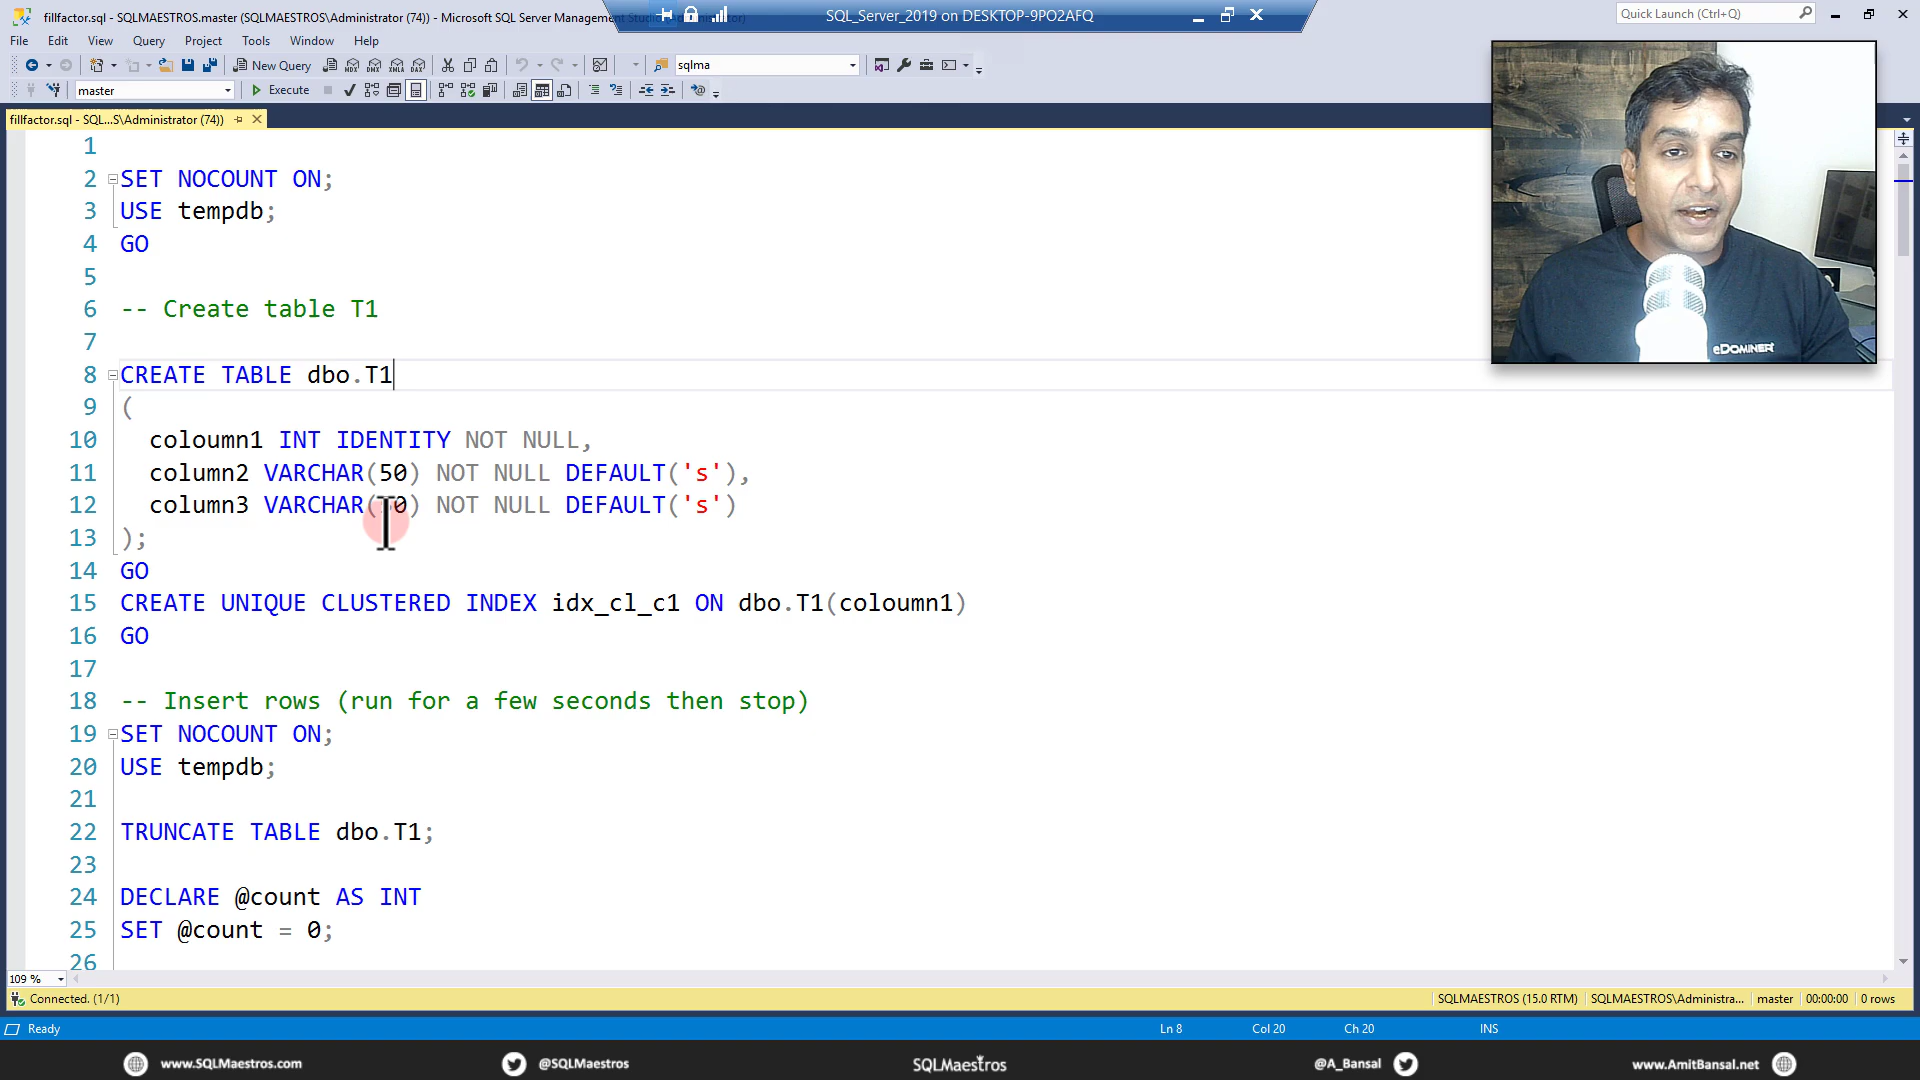 fillfactor.sql - SQLMAESTROS.master (SQLMAESTROS\Administrator (74)) - Microsoft SQL Server Management
SQL_Server_2019 on DESKTOP-9PO2AFQ
Quick Launch (Ctrl+Q)
File Edit View Query Project Tools Window Help
New Query
MDX DMX XMLA DAX
sqlma
master
Execute
fillfactor.sql - SQL...S\Administrator (74))
1
2 SET NOCOUNT ON;
3 USE tempdb;
4 GO
5
6 -- Create table T1
7
8 CREATE TABLE dbo.T1
9 (
10 coloumn1 INT IDENTITY NOT NULL,
11 column2 VARCHAR(50) NOT NULL DEFAULT('s'),
12 column3 VARCHAR(50) NOT NULL DEFAULT('s')
13 );
14 GO
15 CREATE UNIQUE CLUSTERED INDEX idx_cl_c1 ON dbo.T1(coloumn1)
16 GO
17
18 -- Insert rows (run for a few seconds then stop)
19 SET NOCOUNT ON;
20 USE tempdb;
21
22 TRUNCATE TABLE dbo.T1;
23
24 DECLARE @count AS INT
25 SET @count = 0;
26
eDominer
109 %
Connected. (1/1)
SQLMAESTROS (15.0 RTM) SQLMAESTROS\Administra... master 00:00:00 0 rows
Ready Ln 8 Col 20 Ch 20 INS
www.SQLMaestros.com @SQLMaestros SQLMaestros @A_Bansal www.AmitBansal.net